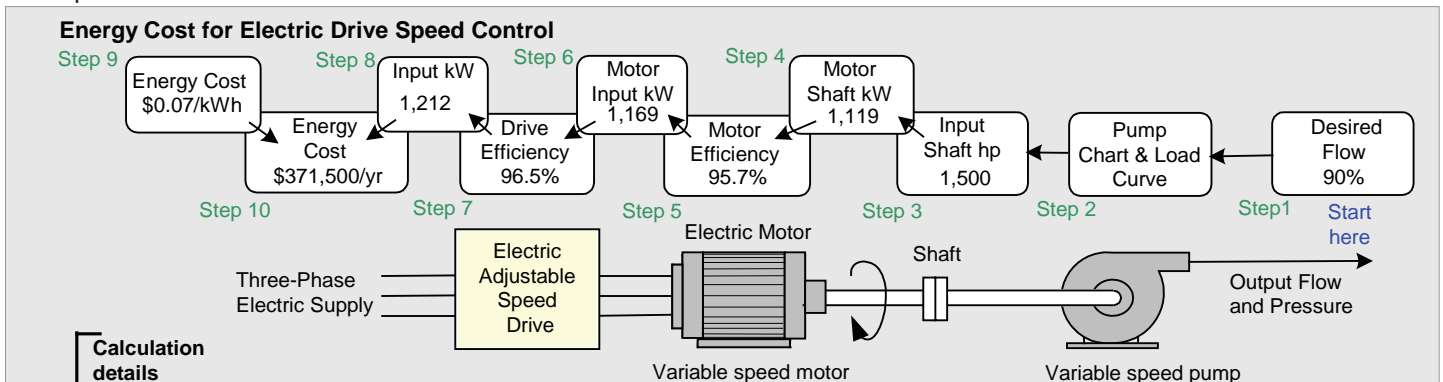 Energy Cost for Electric Drive Speed Control
Step 9
Energy Cost
$0.07/kWh
Step 8
Input kW
1,212
Step 6
Motor
Input kW
1,169
Step 4
Motor
Shaft kW
1,119
Energy
Cost
$371,500/yr
Drive
Efficiency
96.5%
Motor
Efficiency
95.7%
Input
Shaft hp
1,500
Pump
Chart & Load
Curve
Desired
Flow
90%
Step 10
Step 7
Step 5
Step 3
Step 2
Step1
Start
here
Three-Phase
Electric Supply
Electric
Adjustable
Speed
Drive
Electric Motor
Shaft
Output Flow
and Pressure
Calculation
details
Variable speed motor
Variable speed pump